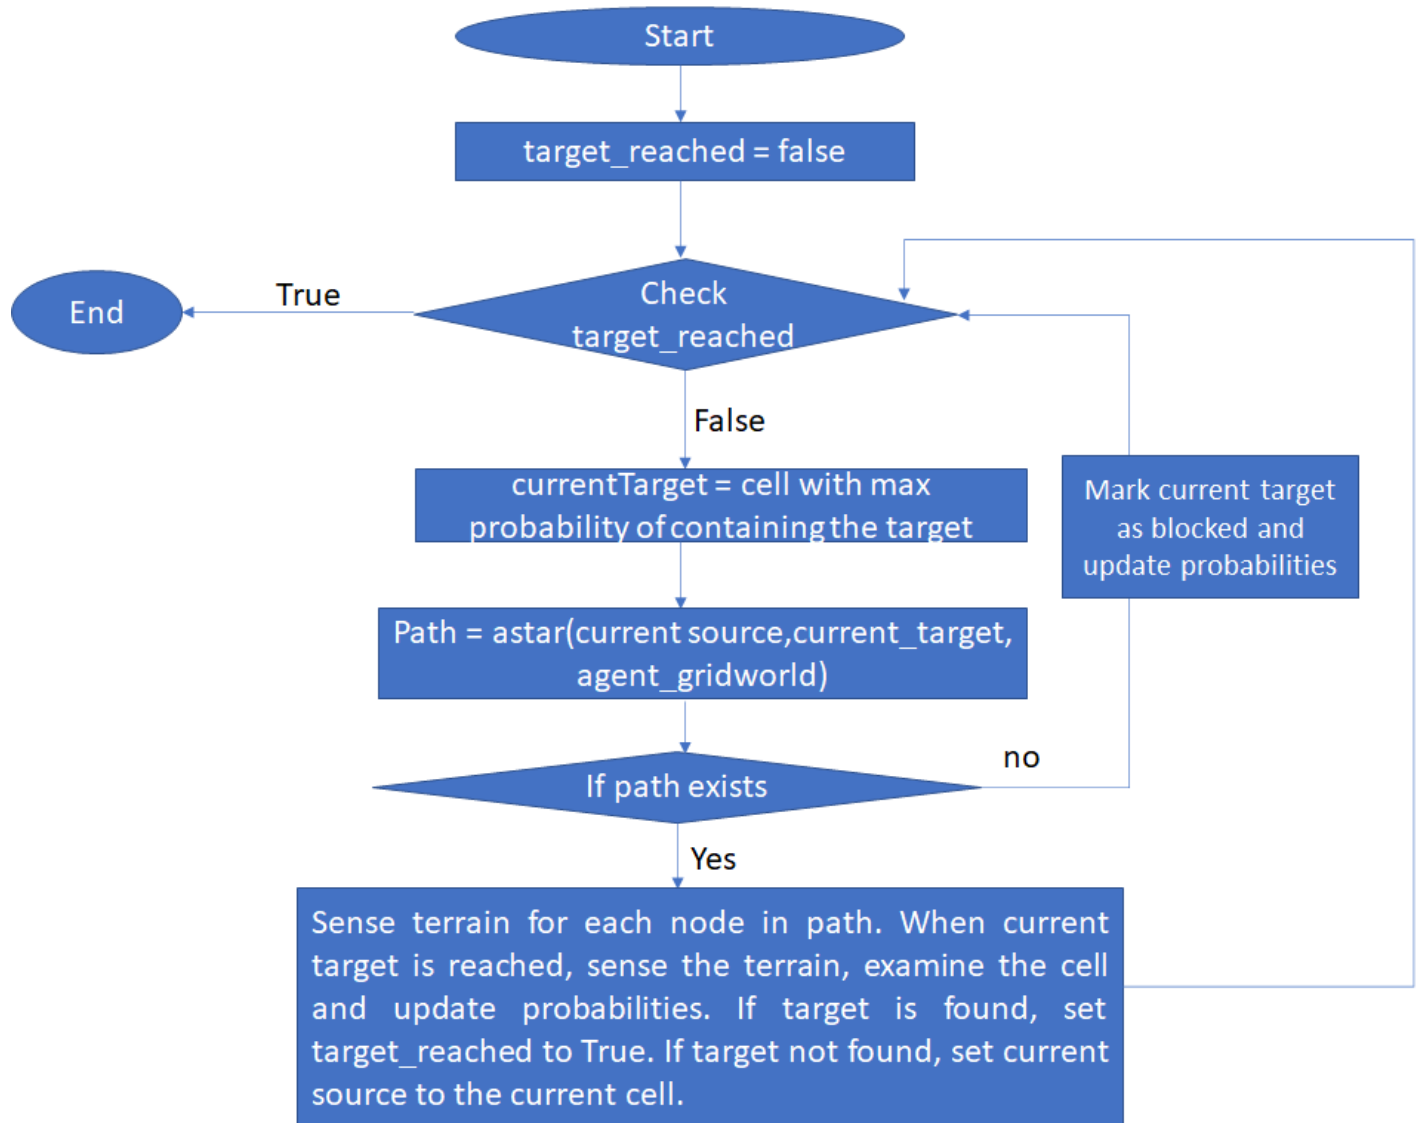 Start
target_reached = false
Check
target_reached
True
End
False
currentTarget = cell with max
probability of containing the target
Mark current target
as blocked and
update probabilities
Path = astar(current source,current_target,
agent_gridworld)
If path exists
no
Yes
Sense terrain for each node in path. When current
target is reached, sense the terrain, examine the cell
and update probabilities. If target is found, set
target_reached to True. If target not found, set current
source to the current cell.